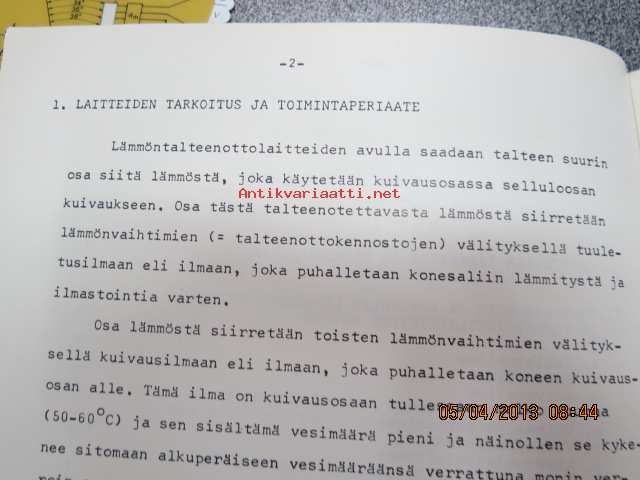 -2-
1. LAITTEIDEN TARKOITUS JA TOIMINTAPERIAATE
Lämmöntalteenottolaitteiden avulla saadaan talteen suurin
osa siitä lämmöstä, joka käytetään kuivausosassa selluloosan
Antikvariaatti.net
kuivaukseen. Osa tästä talteenotettavasta lämmöstä siirretään
lämmönvaihtimien (= talteenottokennostojen) välityksellä tuule-
tusilmaan eli ilmaan, joka puhalletaan konesaliin lämmitystä ja
ilmastointia varten.
Osa lämmöstä siirretään toisten lämmönvaihtimien välityk-
sellä kuivausilmaan eli ilmaan, joka puhalletaan koneen kuivaus-
osan alle. Tämä ilma on kuivausosaan
05/04/2013 08:44
(50-60°C) ja sen sisältämä vesimäärä pieni ja näinollen se kyke-
nee sitomaan alkuperäiseen vesimääräänsä verrattuna monin ver-